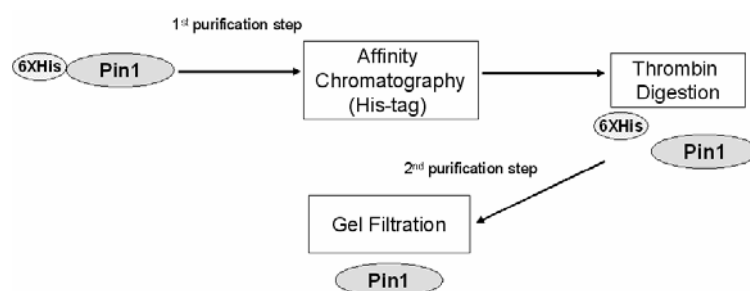 1st purification step
6XHis
Pin1
Affinity
Chromatography
(His-tag)
Thrombin
Digestion
6XHis
Pin1
2nd purification step
Gel Filtration
Pin1